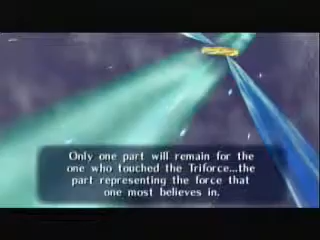 Only one part will remain for the
one who touched the Triforce...the
part representing the force that
one most believes in.